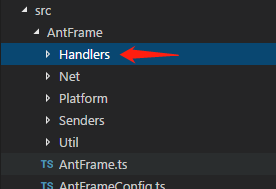 src
AntFrame
Handlers
Net
Platform
Senders
Util
TS AntFrame.ts
TS AntFrameConfig.ts